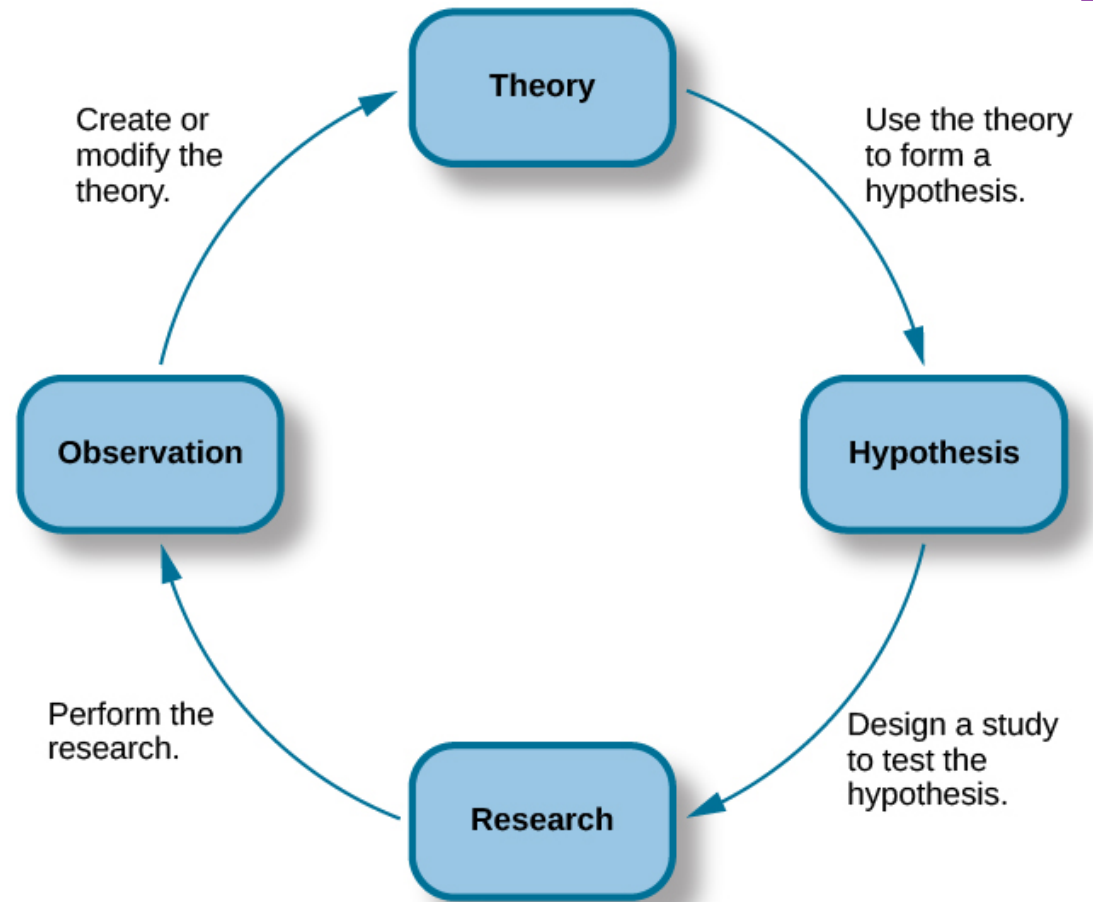 Theory
Create or
modify the
theory.
Use the theory
to form a
hypothesis.
Observation
Hypothesis
Perform the
research.
Design a study
to test the
hypothesis.
Research